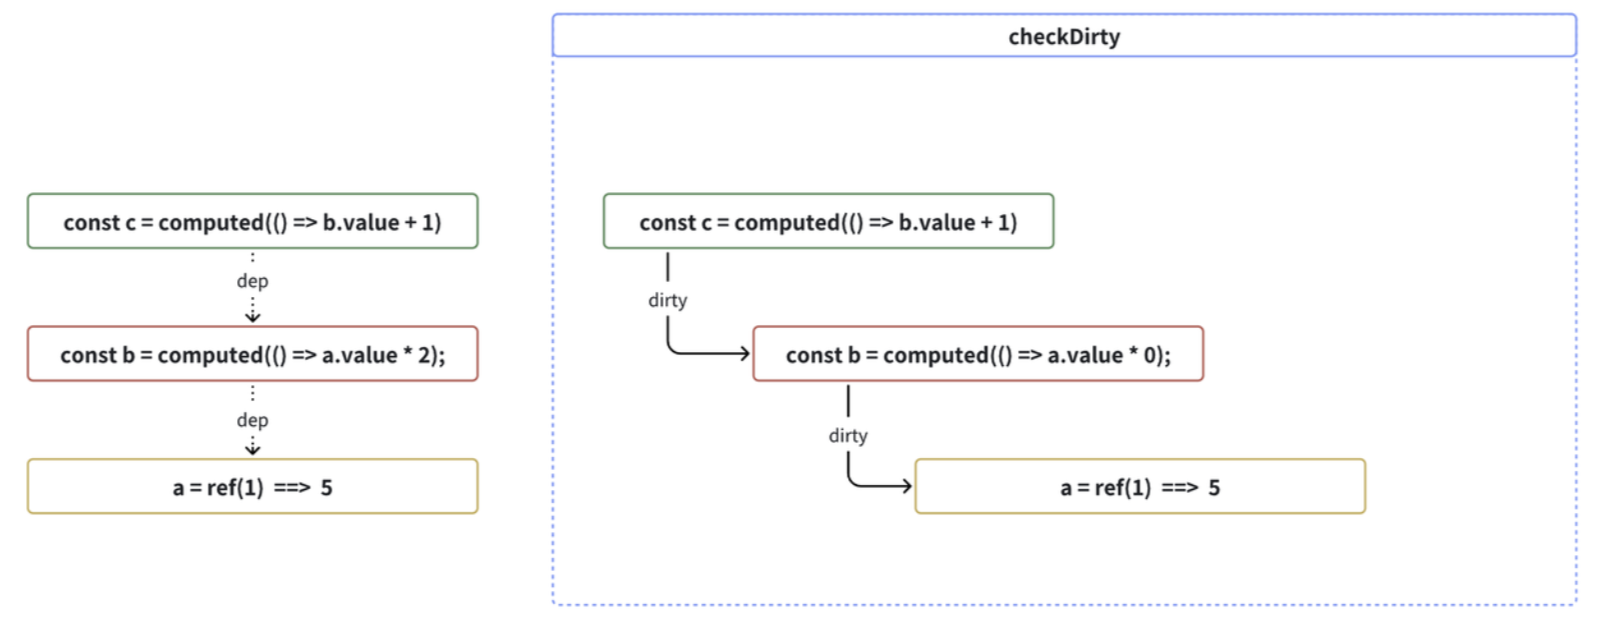 checkDirty
const c = computed(() => b.value + 1)
dep
const b = computed(() => a.value * 2);
dep
a = ref(1) ==> 5
const c = computed(() => b.value + 1)
dirty
const b = computed(() => a.value * 0);
dirty
a = ref(1) ==> 5